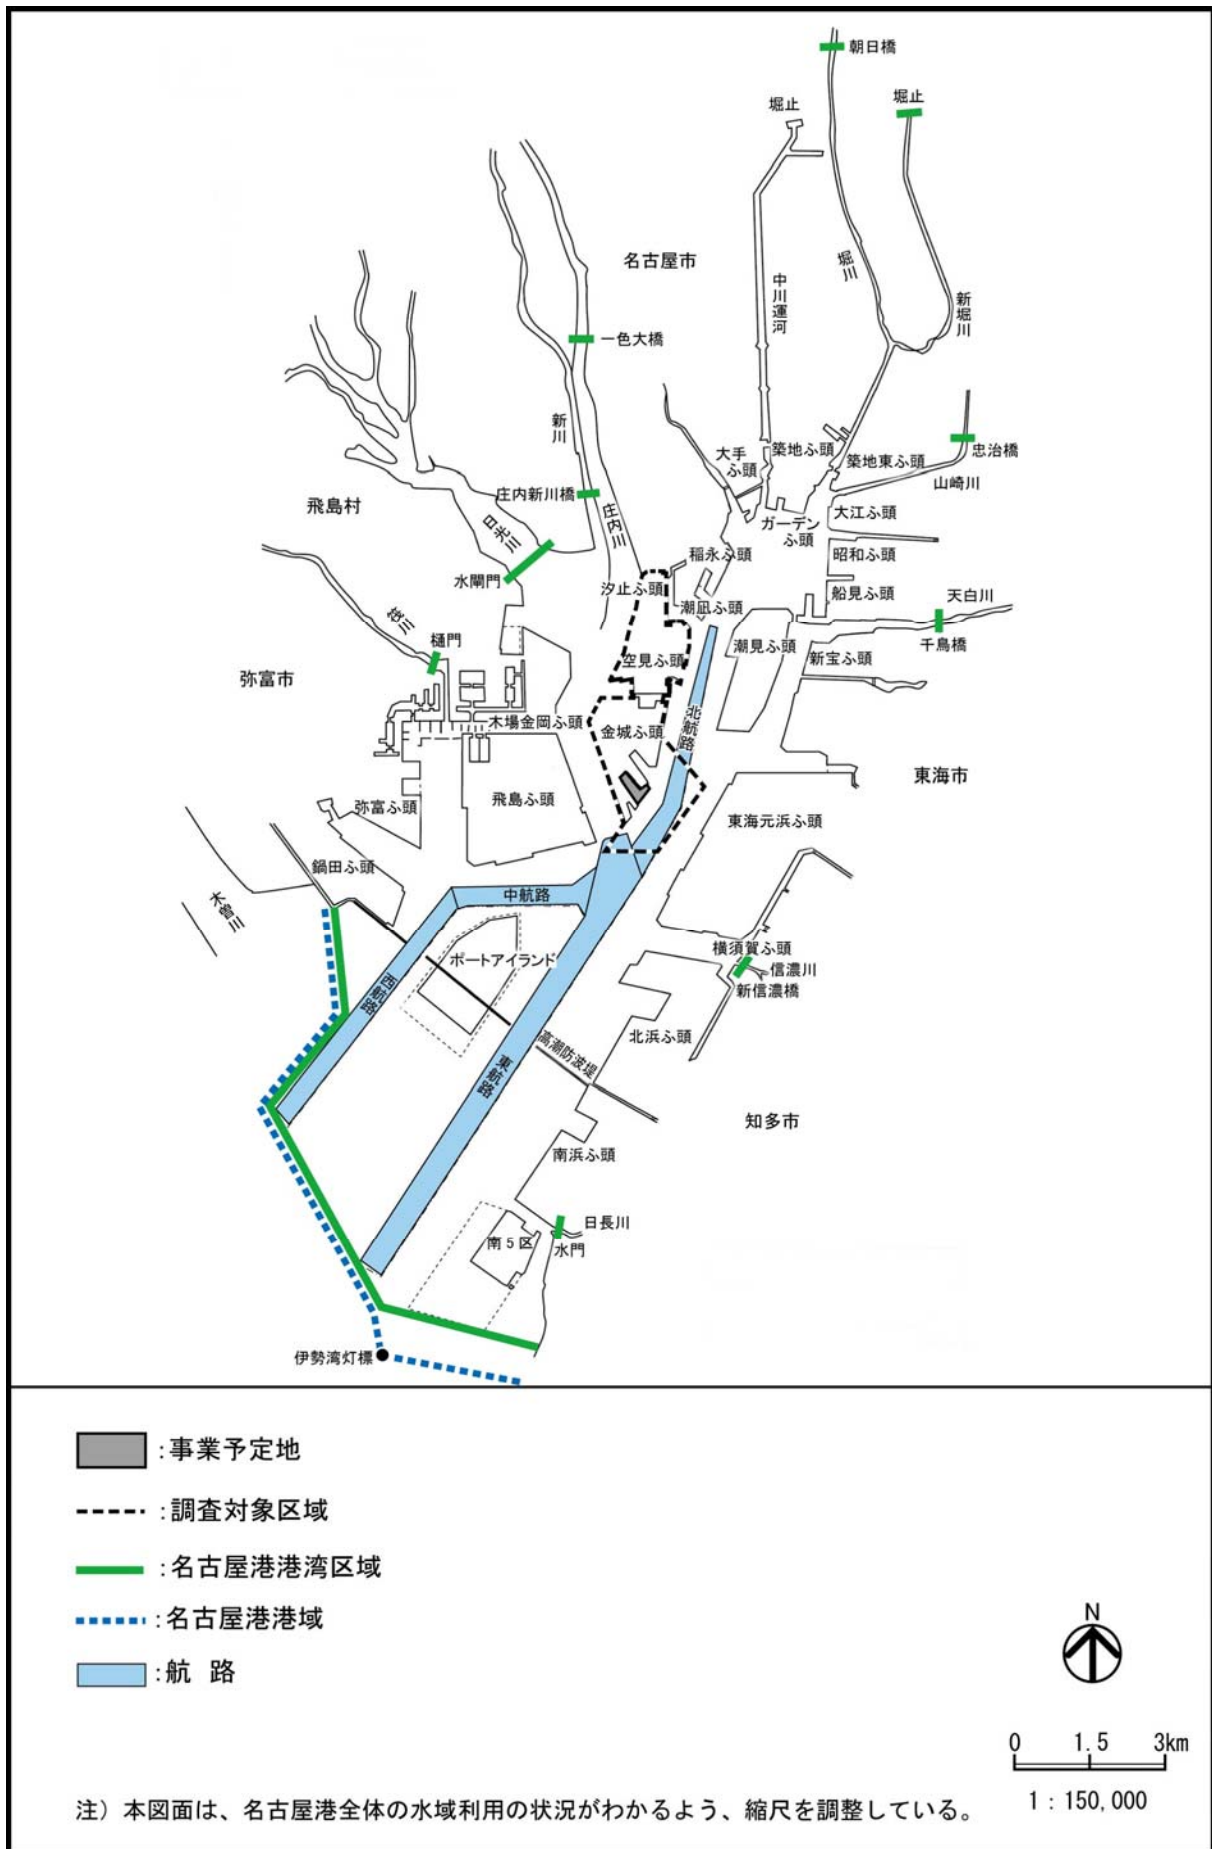 朝日橋
堀止
堀止
名古屋市
中川運河
堀川
新堀川
一色大橋
新川
大手
ふ頭
築地ふ頭
築地東ふ頭
忠治橋
山崎川
庄内新川橋
庄内川
飛島村
日光川
ガーデン
ふ頭
大江ふ頭
昭和ふ頭
稲永ふ頭
水閘門
汐止ふ頭
潮凪ふ頭
船見ふ頭
天白川
千鳥橋
筏川
樋門
潮見ふ頭
新宝ふ頭
空見ふ頭
弥富市
木場金岡ふ頭
金城ふ頭
北航路
東海市
弥富ふ頭
飛島ふ頭
東海元浜ふ頭
鍋田ふ頭
木曽川
中航路
横須賀ふ頭
信濃川
新信濃橋
ポートアイランド
西航路
北浜ふ頭
高潮防波堤
東航路
知多市
南浜ふ頭
日長川
水門
南5区
伊勢湾灯標
:事業予定地
:調査対象区域
:名古屋港港湾区域
:名古屋港港域
:航 路
N
0 1.5 3km
1:150,000
注）本図面は、名古屋港全体の水域利用の状況がわかるよう、縮尺を調整している。